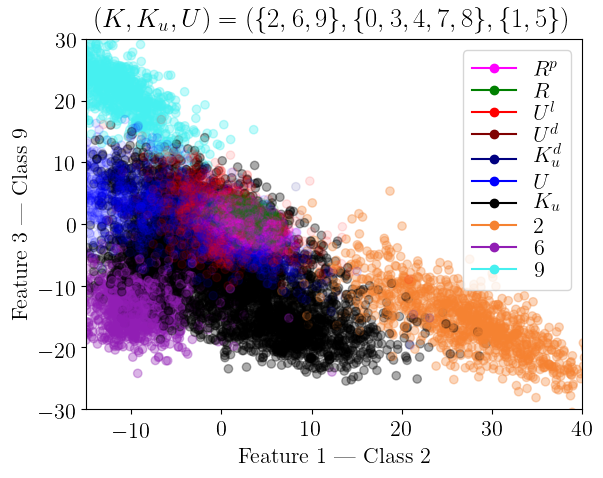 (K, K_u, U) = ({2, 6, 9}, {0, 3, 4, 7, 8}, {1, 5})
30
20
10
0
−10
−20
−30
Feature 3 — Class 9
R^p
R
U^l
U^d
K_u^d
U
K_u
2
6
9
−10
0
10
20
30
40
Feature 1 — Class 2